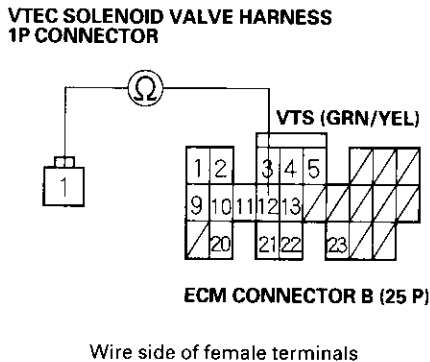 VTEC SOLENOID VALVE HARNESS
1P CONNECTOR
Ω
VTS (GRN/YEL)
1
1 2 3 4 5
9 10 11 12 13
20 21 22 23
ECM CONNECTOR B (25 P)
Wire side of female terminals